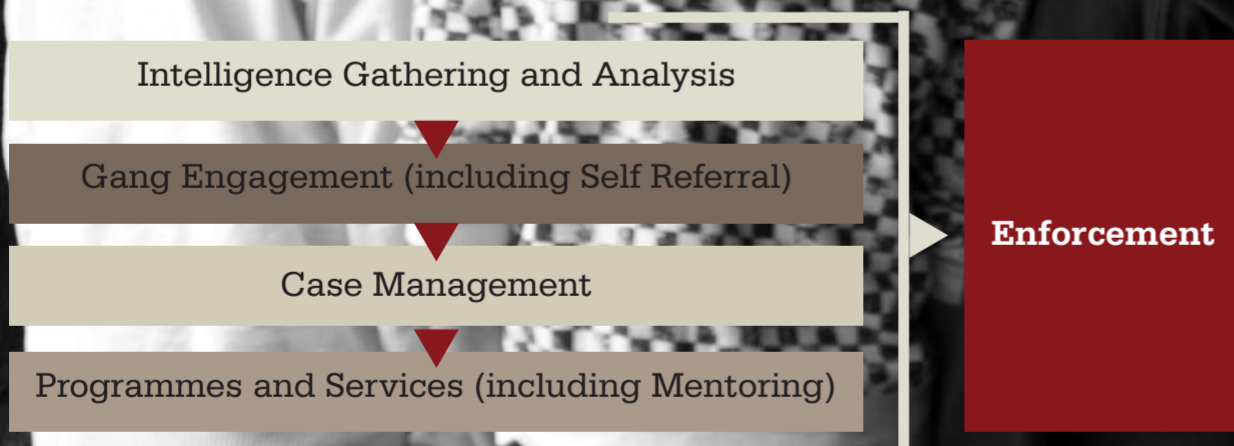 Intelligence Gathering and Analysis
Gang Engagement (including Self Referral)
Case Management
Programmes and Services (including Mentoring)
Enforcement